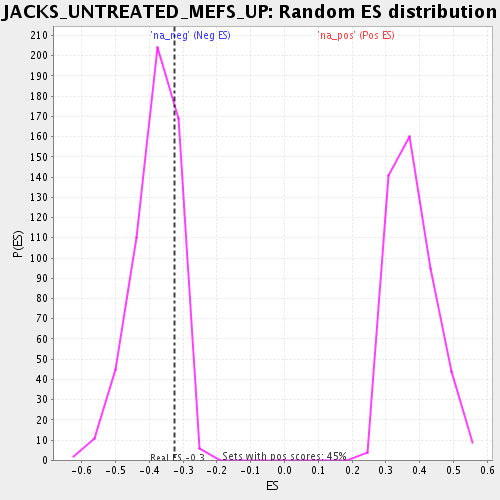 JACKS_UNTREATED_MEFS_UP: Random ES distribution
'na_neg' (Neg ES)
'na_pos' (Pos ES)
210
200
190
180
170
160
150
140
130
120
110
100
90
80
70
60
50
40
30
20
10
0
P(ES)
Real ES -0.3
Sets with pos scores: 45%
-0.6 -0.5 -0.4 -0.3 -0.2 -0.1 0.0 0.1 0.2 0.3 0.4 0.5 0.6
ES